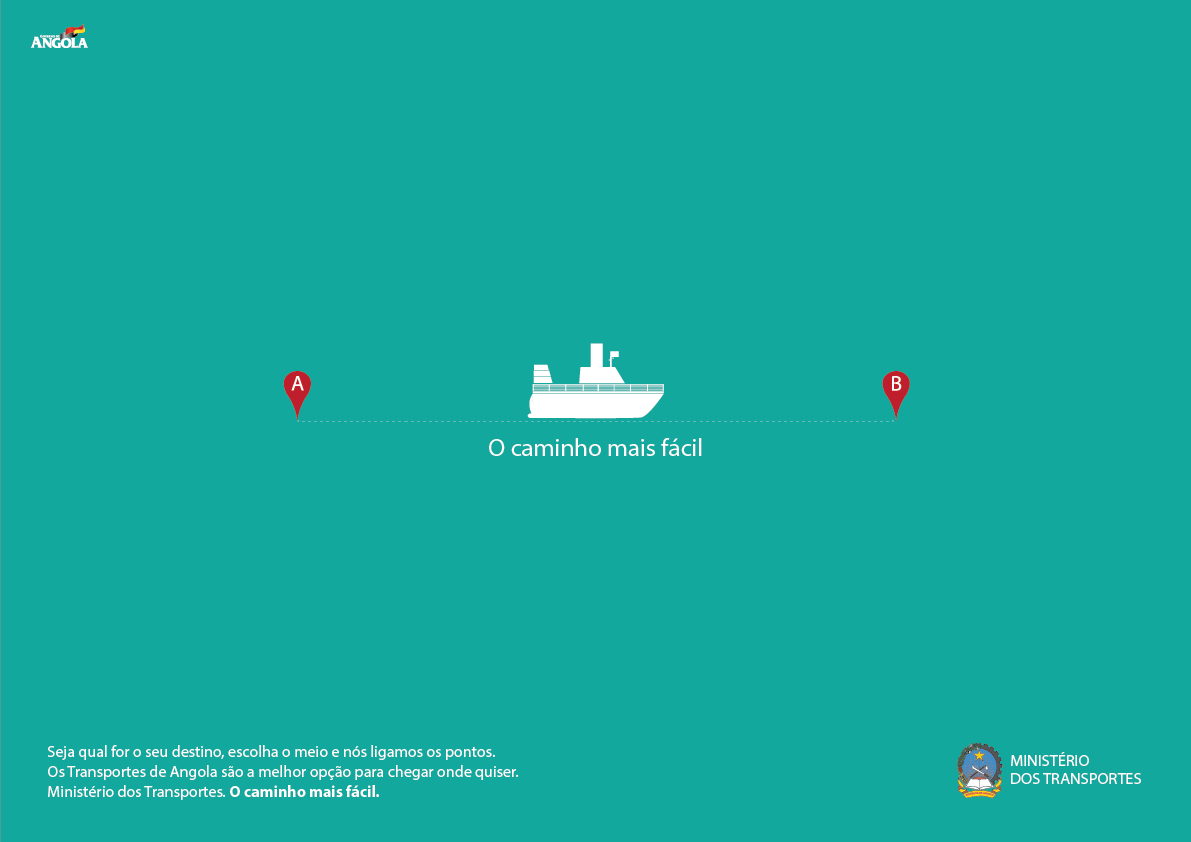 ANGOLA
A
B
O caminho mais fácil
Seja qual for o seu destino, escolha o meio e nós ligamos os pontos.
Os Transportes de Angola são a melhor opção para chegar onde quiser.
Ministério dos Transportes. O caminho mais fácil.
MINISTÉRIO
DOS TRANSPORTES